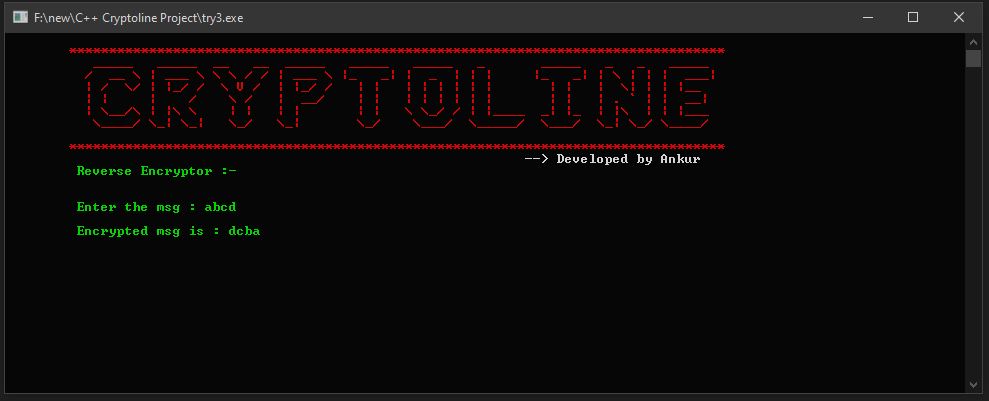 F:\new\C++ Cryptoline Project\try3.exe
CRYPTOLINE
--> Developed by Ankur
Reverse Encryptor :-
Enter the msg : abcd
Encrypted msg is : dcba